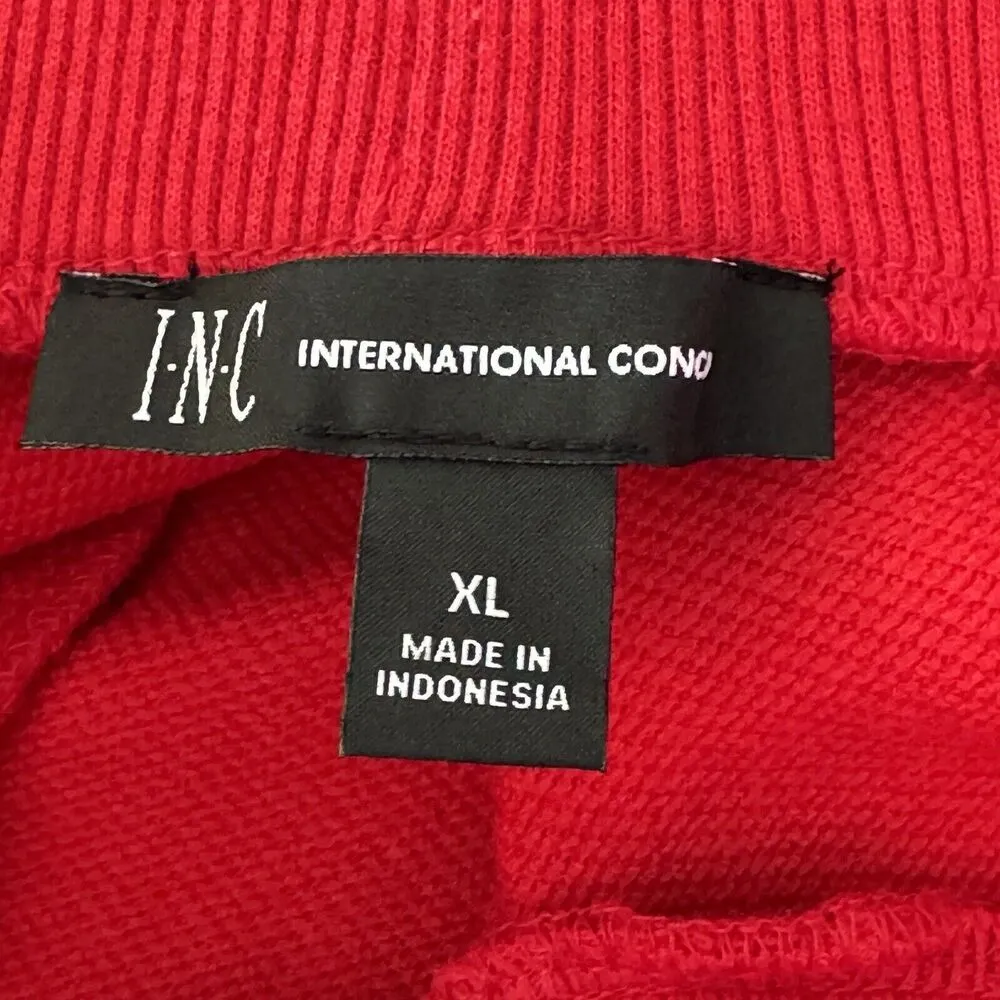 I·N·C INTERNATIONAL CONC
XL
MADE IN
INDONESIA